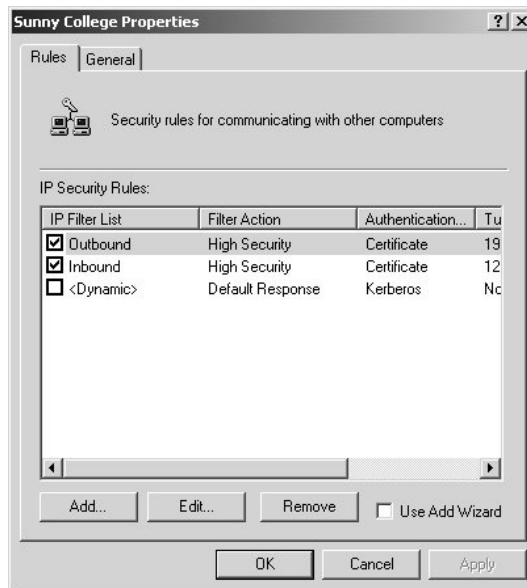 Sunny College Properties
Rules General
Security rules for communicating with other computers
IP Security Rules:
IP Filter List Filter Action Authentication... Tu
Outbound High Security Certificate 19
Inbound High Security Certificate 12
<Dynamic> Default Response Kerberos No
Add... Edit... Remove Use Add Wizard
OK Cancel Apply